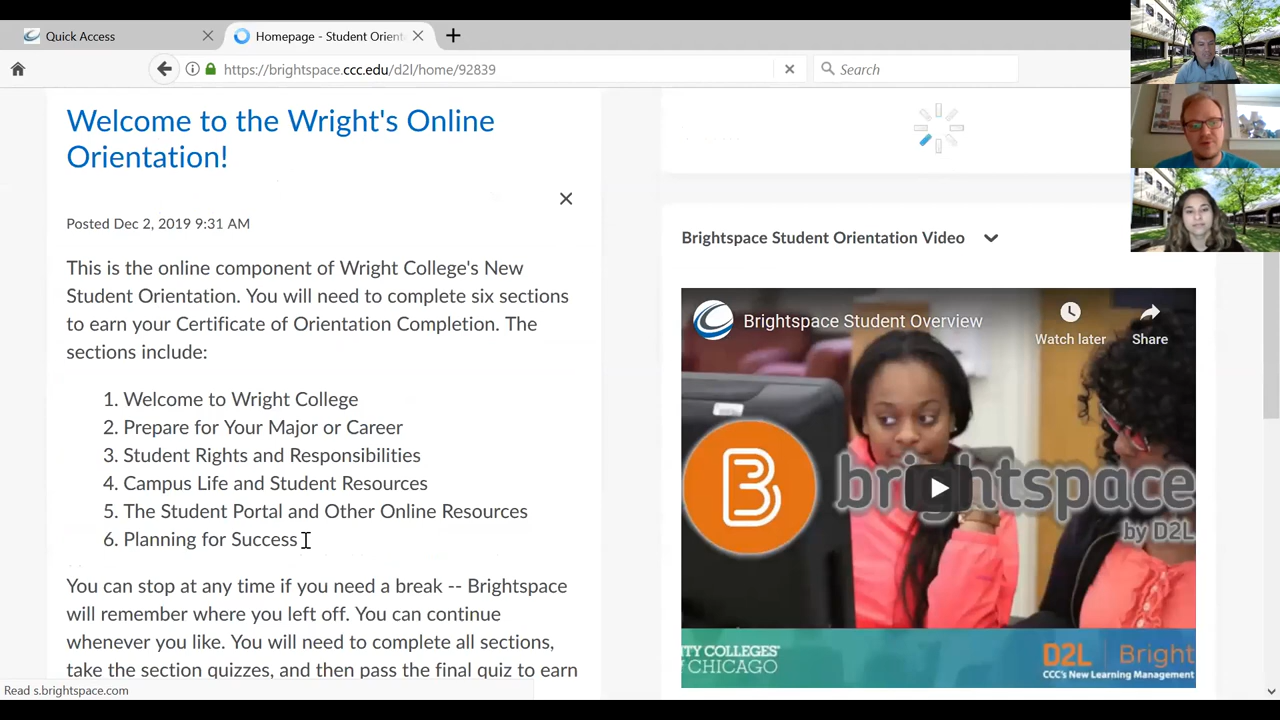 Quick Access
Homepage - Student Orient
https://brightspace.ccc.edu/d2l/home/92839
Search
Welcome to the Wright's Online
Orientation!
Posted Dec 2, 2019 9:31 AM
This is the online component of Wright College's New
Student Orientation. You will need to complete six sections
to earn your Certificate of Orientation Completion. The
sections include:
1. Welcome to Wright College
2. Prepare for Your Major or Career
3. Student Rights and Responsibilities
4. Campus Life and Student Resources
5. The Student Portal and Other Online Resources
6. Planning for Success
You can stop at any time if you need a break -- Brightspace
will remember where you left off. You can continue
whenever you like. You will need to complete all sections,
take the section quizzes, and then pass the final quiz to earn
Read s.brightspace.com
Brightspace Student Orientation Video
Brightspace Student Overview
Watch later
Share
brightspace
by D2L
ITY COLLEGES
of CHICAGO
D2L | Bright
CCC's New Learning Management